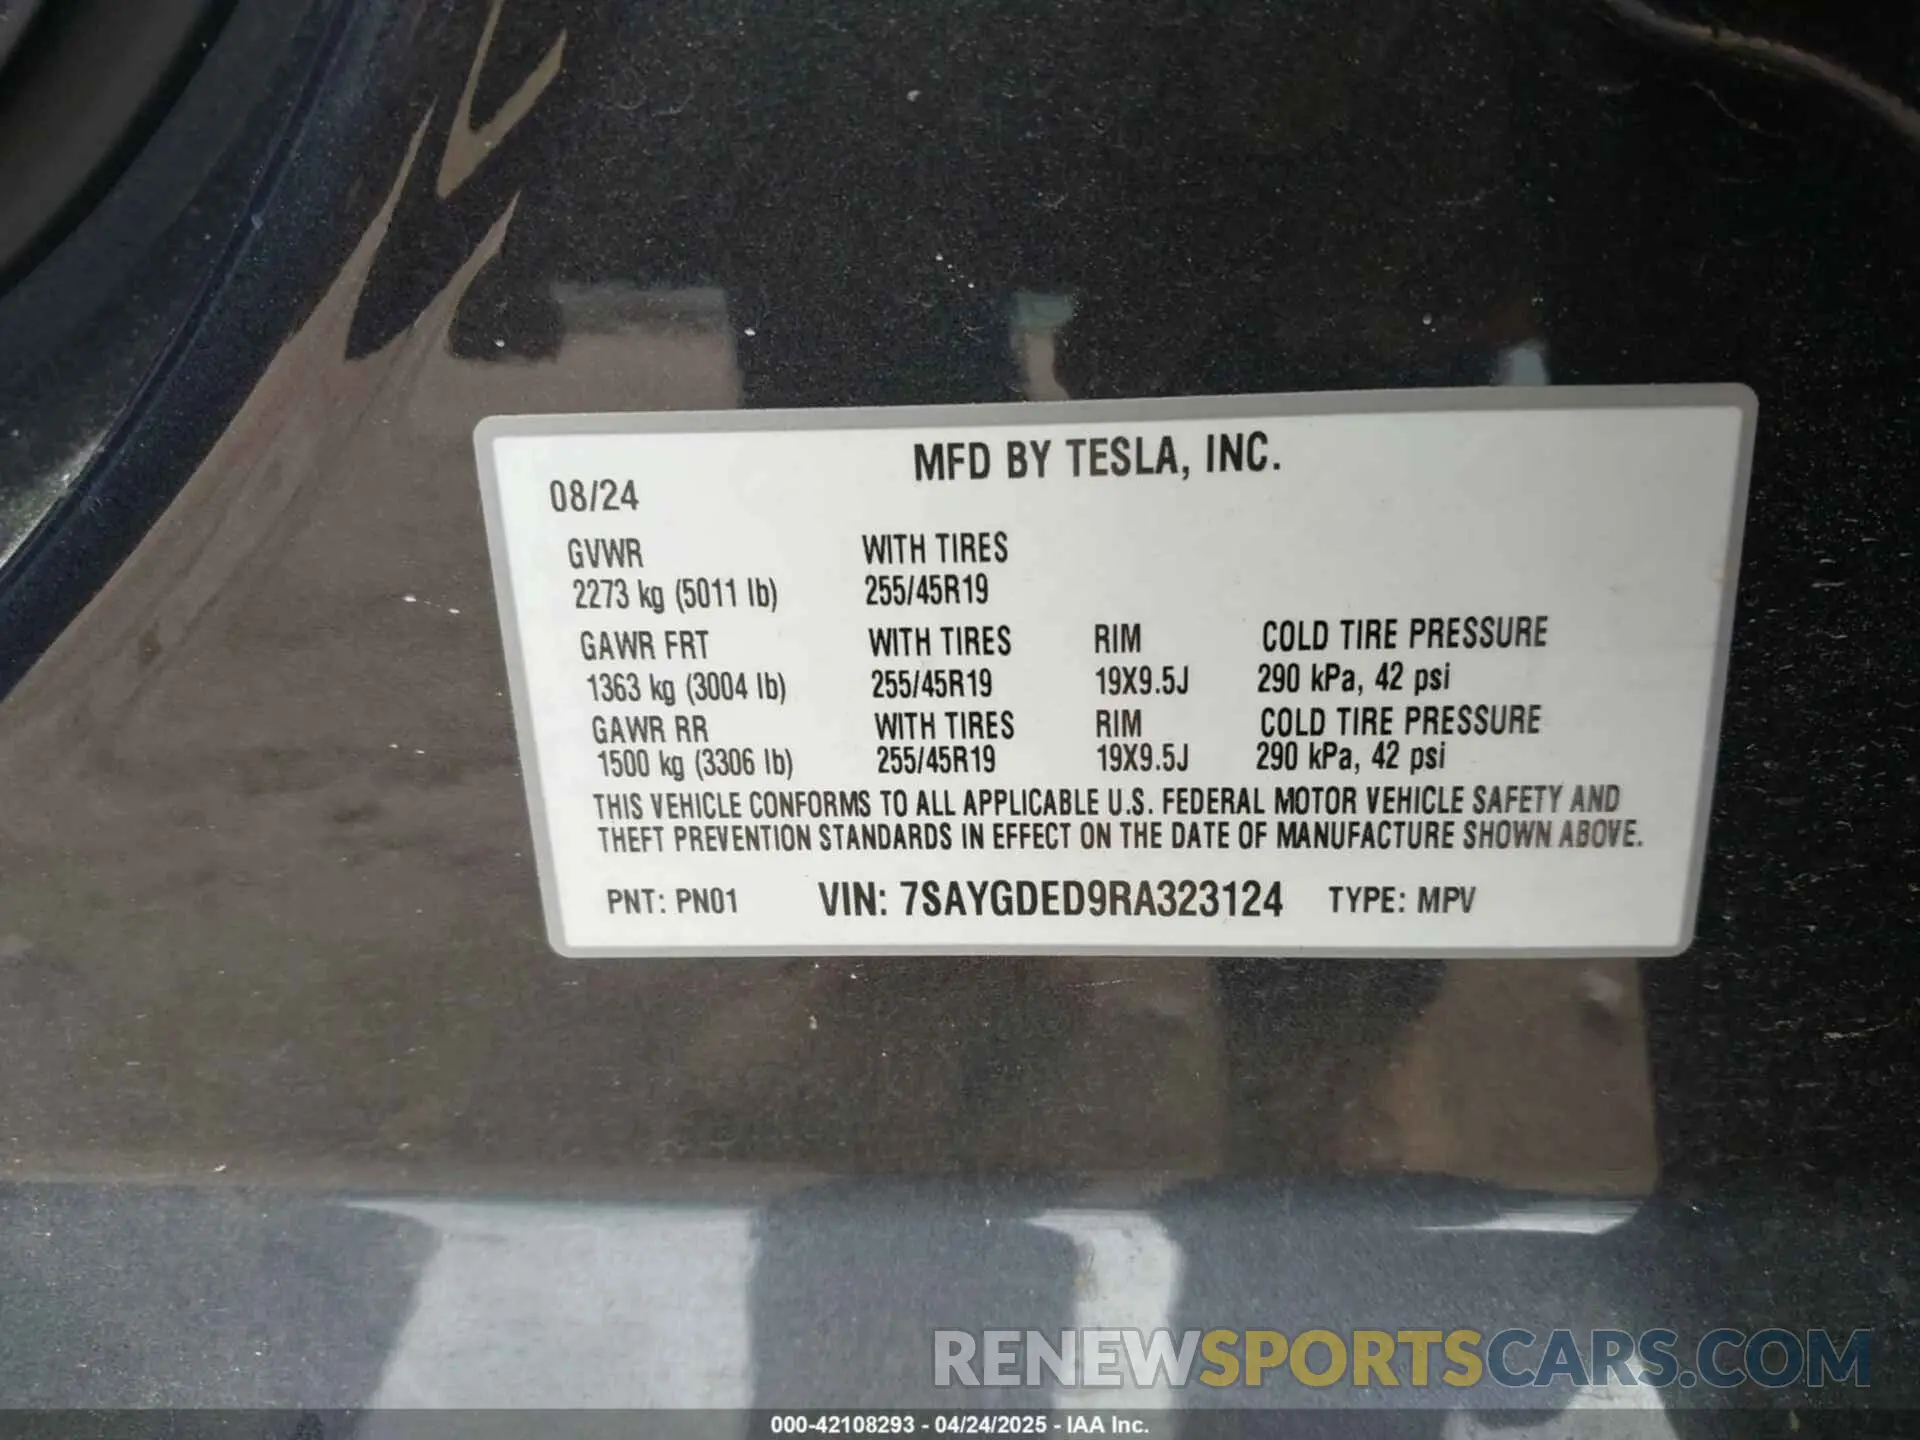 MFD BY TESLA, INC.
08/24
GVWR WITH TIRES
2273 kg (5011 lb) 255/45R19
GAWR FRT WITH TIRES RIM COLD TIRE PRESSURE
1363 kg (3004 lb) 255/45R19 19X9.5J 290 kPa, 42 psi
GAWR RR WITH TIRES RIM COLD TIRE PRESSURE
1500 kg (3306 lb) 255/45R19 19X9.5J 290 kPa, 42 psi
THIS VEHICLE CONFORMS TO ALL APPLICABLE U.S. FEDERAL MOTOR VEHICLE SAFETY AND
THEFT PREVENTION STANDARDS IN EFFECT ON THE DATE OF MANUFACTURE SHOWN ABOVE.
PNT: PN01 VIN: 7SAYGDED9RA323124 TYPE: MPV
RENEWSPORTSCARS.COM
000-42108293 - 04/24/2025 - IAA Inc.